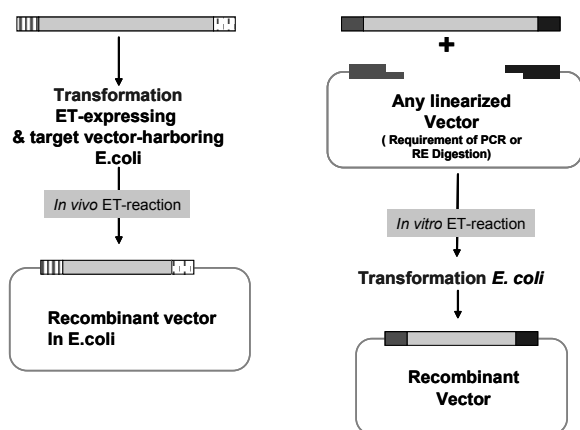 Transformation
ET-expressing
& target vector-harboring
E.coli
In vivo ET-reaction
Recombinant vector
In E.coli
+
Any linearized
Vector
( Requirement of PCR or
RE Digestion)
In vitro ET-reaction
Transformation E. coli
Recombinant
Vector